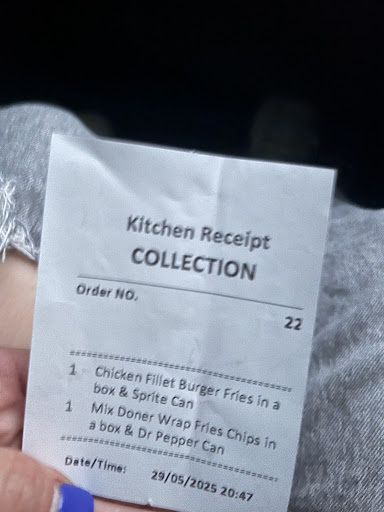 Kitchen Receipt
COLLECTION
Order NO.
22
1 Chicken Fillet Burger Fries in a
box & Sprite Can
1 Mix Doner Wrap Fries Chips in
a box & Dr Pepper Can
Date/Time: 29/05/2025 20:47